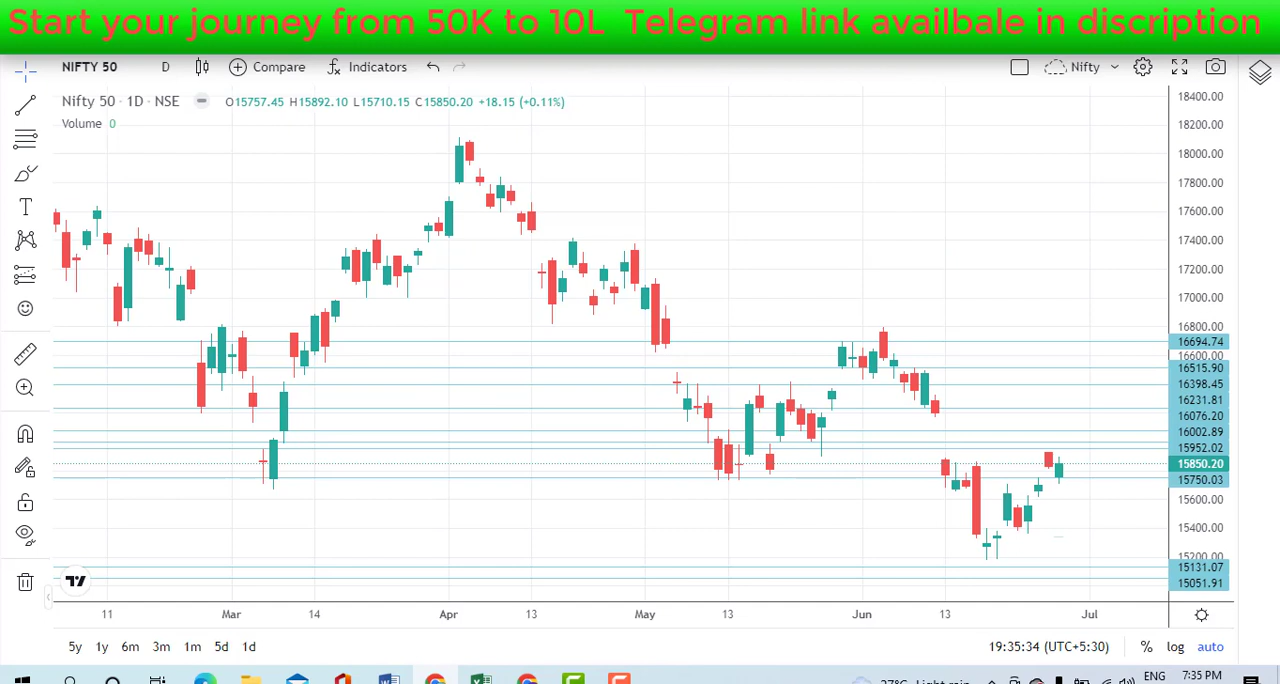 Start your journey from 50K to 10L Telegram link availbale in discription
NIFTY 50
D
Compare
Indicators
Nifty
Nifty 50 · 1D · NSE
O15757.45 H15892.10 L15710.15 C15850.20 +18.15 (+0.11%)
Volume 0
18400.00
18200.00
18000.00
17800.00
17600.00
17400.00
17200.00
17000.00
16800.00
16694.74
16600.00
16515.90
16398.45
16231.81
16076.20
16002.89
15952.02
15850.20
15750.03
15600.00
15400.00
15200.00
15131.07
15051.91
11 Mar 14 Apr 13 May 13 Jun 13 Jul
5y 1y 6m 3m 1m 5d 1d
19:35:34 (UTC+5:30) % log auto
27°C Light rain
ENG
7:35 PM